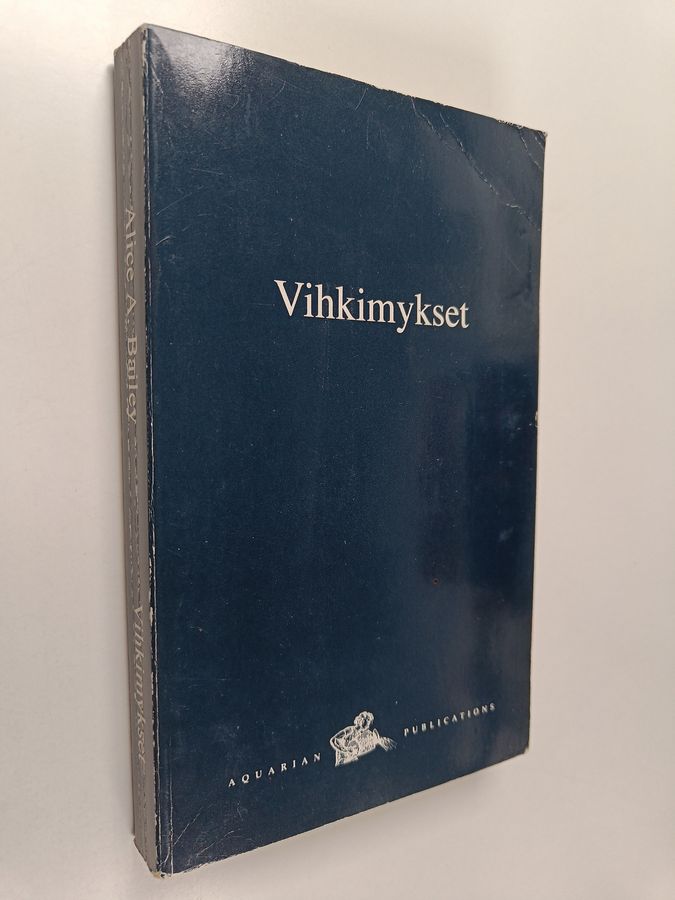 Vihkimykset
AQUARIAN PUBLICATIONS
Alice A. Bailey
Vihkimykset